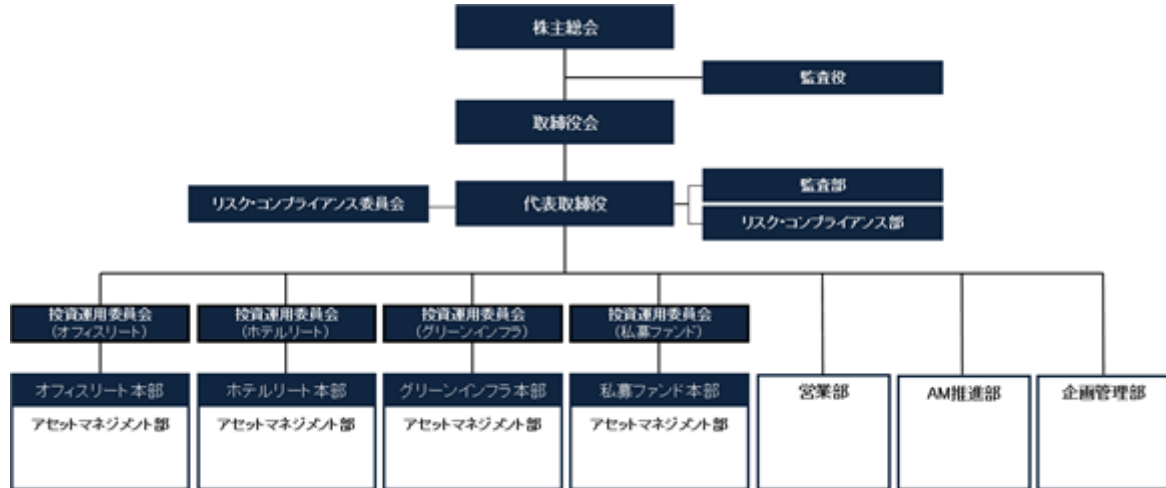 株主総会
監査役
取締役会
リスク・コンプライアンス委員会
代表取締役
監査部
リスク・コンプライアンス部
投資運用委員会
(オフィスリート)
投資運用委員会
(ホテルリート)
投資運用委員会
(グリーンインフラ)
投資運用委員会
(私募ファンド)
オフィスリート本部
アセットマネジメント部
ホテルリート本部
アセットマネジメント部
グリーンインフラ本部
アセットマネジメント部
私募ファンド本部
アセットマネジメント部
営業部
AM推進部
企画管理部